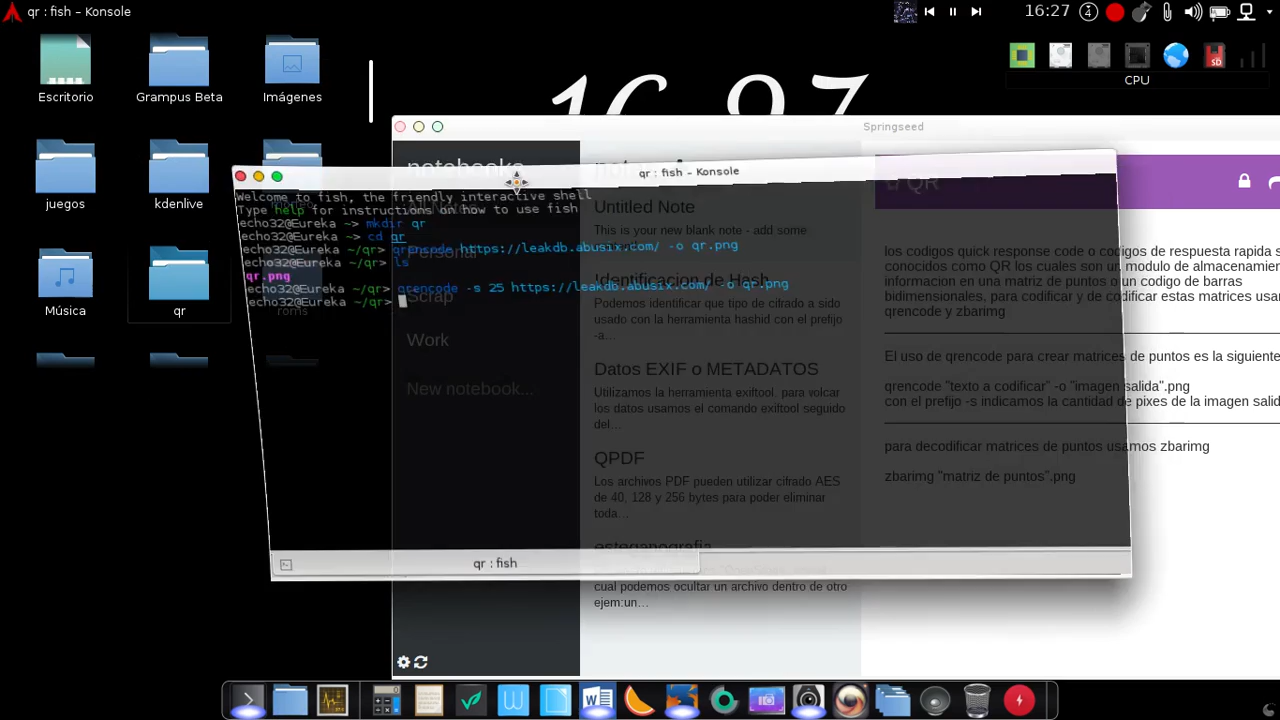 qr : fish – Konsole
16:27
4
Escritorio
Grampus Beta
Imágenes
16 27
SD
CPU
Springseed
juegos
kdenlive
Música
qr
roms
qr : fish – Konsole
Welcome to fish, the friendly interactive shell
Type help for instructions on how to use fish
echo32@Eureka ~> mkdir qr
echo32@Eureka ~> cd qr
echo32@Eureka ~/qr> qrencode https://leakdb.abusix.com/ -o qr.png
echo32@Eureka ~/qr> ls
qr.png
echo32@Eureka ~/qr> qrencode -s 25 https://leakdb.abusix.com/ -o qr.png
echo32@Eureka ~/qr>
qr : fish
notebooks
Personal
Scrap
Work
New notebook...
Untitled Note
This is your new blank note - add some
Identificacion de Hash
Podemos identificar que tipo de cifrado a sido
usado con la herramienta hashid con el prefijo
-a...
Datos EXIF o METADATOS
Utilizamos la herramienta exiftool, para volcar
los datos usamos el comando exiftool seguido
del...
QPDF
Los archivos PDF pueden utilizar cifrado AES
de 40, 128 y 256 bytes para poder eliminar
toda...
esteganografia
cual podemos ocultar un archivo dentro de otro
ejem:un...
QR
los codigos quick response code o codigos de respuesta rapida s
conocidos como QR los cuales son un modulo de almacenamie
informacion en una matriz de puntos o un codigo de barras
bidimensionales, para codificar y de codificar estas matrices usa
qrencode y zbarimg
El uso de qrencode para crear matrices de puntos es la siguiente
qrencode "texto a codificar" -o "imagen salida".png
con el prefijo -s indicamos la cantidad de pixes de la imagen salid
para decodificar matrices de puntos usamos zbarimg
zbarimg "matriz de puntos".png